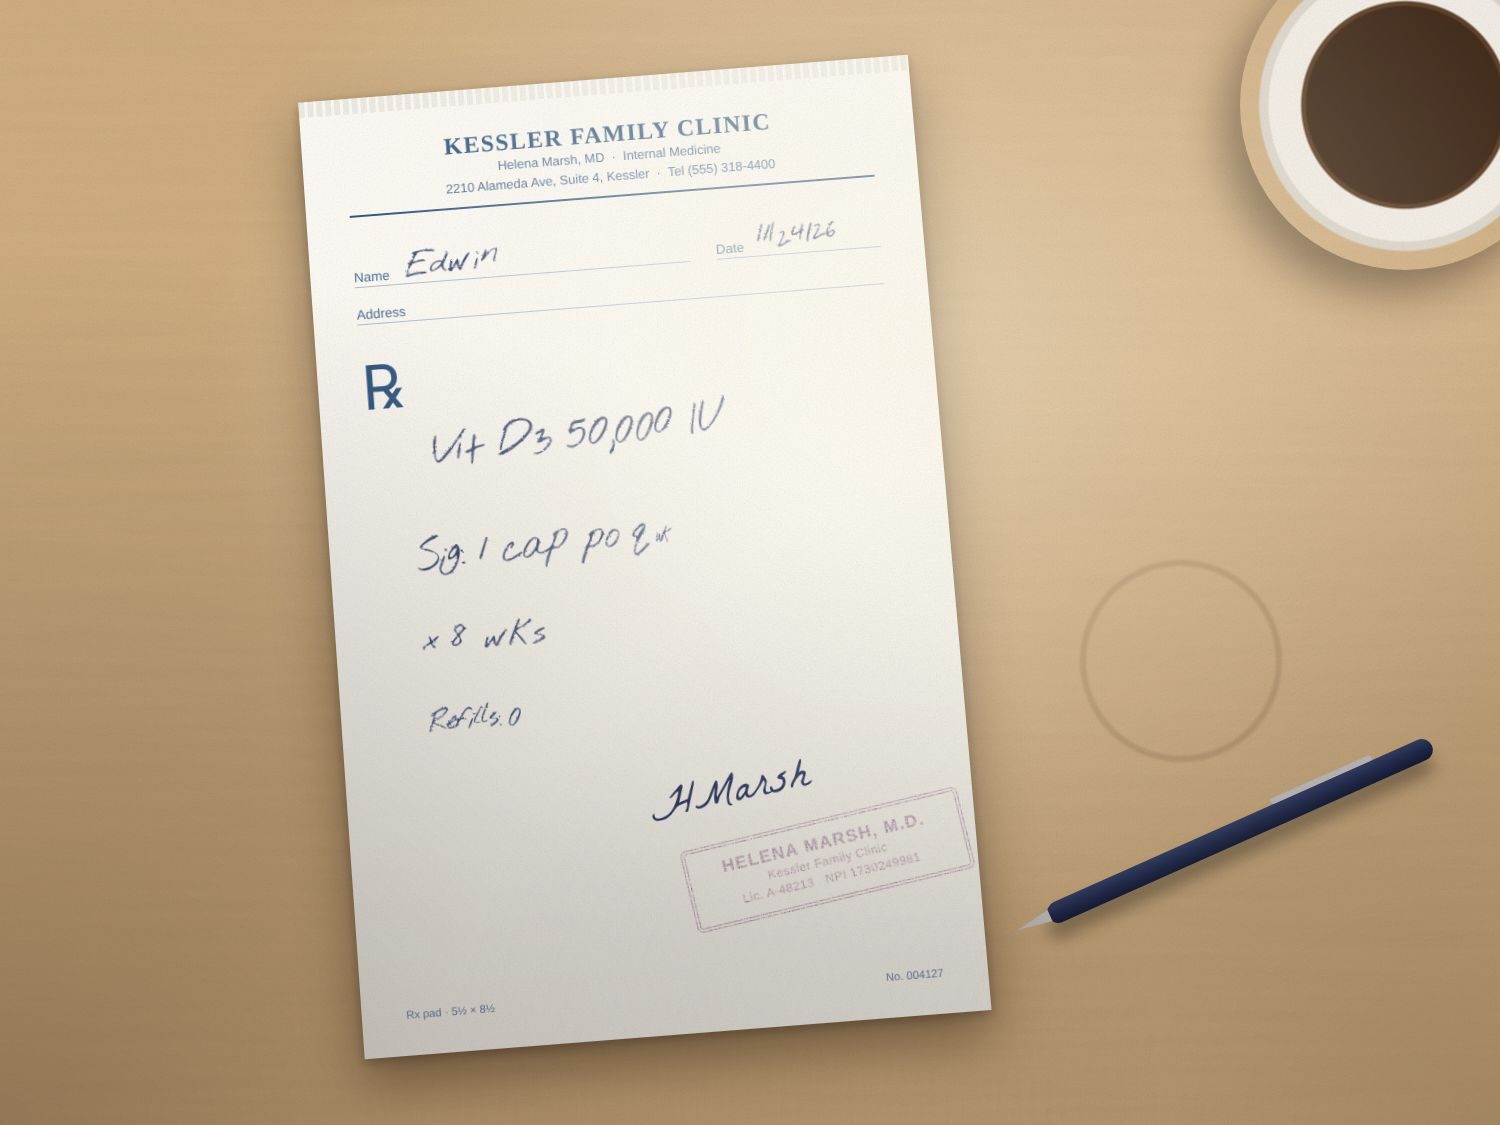 KESSLER FAMILY CLINIC
Helena Marsh, MD · Internal Medicine
2210 Alameda Ave, Suite 4, Kessler · Tel (555) 318-4400
Name Edwin Date 11/24/26
Address
Rx
Vit D3 50,000 IU
Sig: 1 cap po q wk
x 8 wks
Refills: 0
H Marsh
HELENA MARSH, M.D.
Kessler Family Clinic
Lic. A-48213 NPI 1730249981
No. 004127
Rx pad · 5½ × 8½